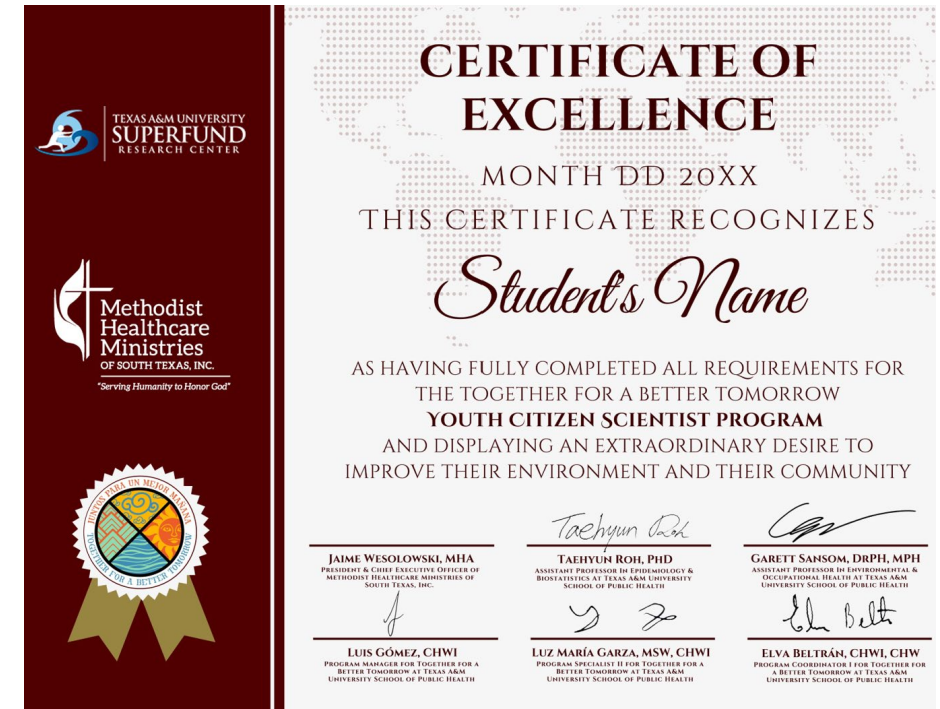 TEXAS A&M UNIVERSITY
SUPERFUND
RESEARCH CENTER
Methodist
Healthcare
Ministries
OF SOUTH TEXAS, INC.
"Serving Humanity to Honor God"
JUNTOS PARA UN MEJOR MAÑANA
TOGETHER FOR A BETTER TOMORROW
CERTIFICATE OF
EXCELLENCE
MONTH DD 20XX
THIS CERTIFICATE RECOGNIZES
Student's Name
AS HAVING FULLY COMPLETED ALL REQUIREMENTS FOR
THE TOGETHER FOR A BETTER TOMORROW
YOUTH CITIZEN SCIENTIST PROGRAM
AND DISPLAYING AN EXTRAORDINARY DESIRE TO
IMPROVE THEIR ENVIRONMENT AND THEIR COMMUNITY
JAIME WESOLOWSKI, MHA
PRESIDENT & CHIEF EXECUTIVE OFFICER OF
METHODIST HEALTHCARE MINISTRIES OF
SOUTH TEXAS, INC.
Taehyun Roh
TAEHYUN ROH, PHD
ASSISTANT PROFESSOR IN EPIDEMIOLOGY &
BIOSTATISTICS AT TEXAS A&M UNIVERSITY
SCHOOL OF PUBLIC HEALTH
GARETT SANSOM, DRPH, MPH
ASSISTANT PROFESSOR IN ENVIRONMENTAL &
OCCUPATIONAL HEALTH AT TEXAS A&M
UNIVERSITY SCHOOL OF PUBLIC HEALTH
LUIS GÓMEZ, CHWI
PROGRAM MANAGER FOR TOGETHER FOR A
BETTER TOMORROW AT TEXAS A&M
UNIVERSITY SCHOOL OF PUBLIC HEALTH
LUZ MARÍA GARZA, MSW, CHWI
PROGRAM SPECIALIST II FOR TOGETHER FOR A
BETTER TOMORROW AT TEXAS A&M
UNIVERSITY SCHOOL OF PUBLIC HEALTH
Elva Beltrán
ELVA BELTRÁN, CHWI, CHW
PROGRAM COORDINATOR I FOR TOGETHER FOR
A BETTER TOMORROW AT TEXAS A&M
UNIVERSITY SCHOOL OF PUBLIC HEALTH